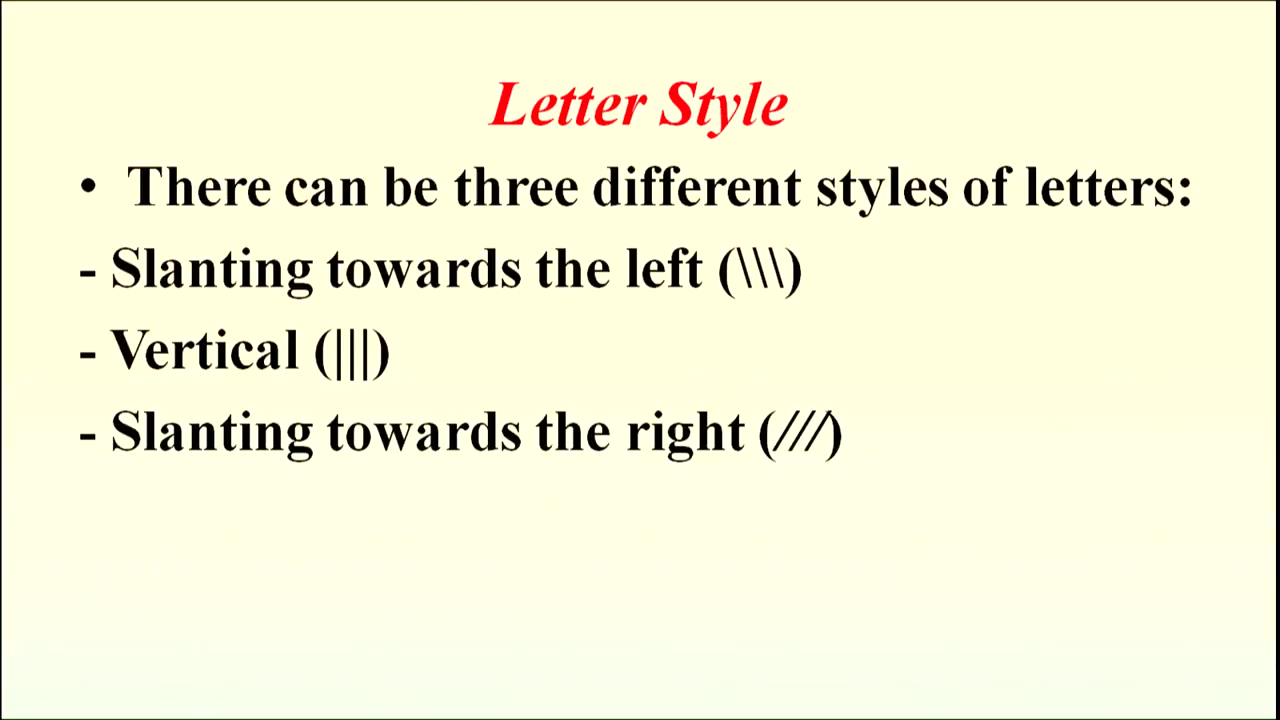 Letter Style
• There can be three different styles of letters:
- Slanting towards the left (\\\)
- Vertical (|||)
- Slanting towards the right (///)